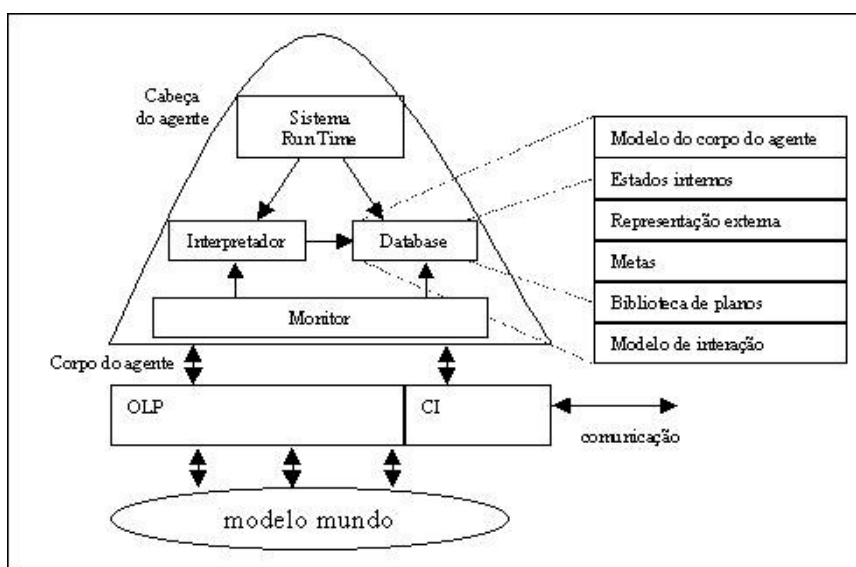 Cabeça
do agente
Sistema
RunTime
Modelo do corpo do agente
Estados internos
Representação externa
Metas
Biblioteca de planos
Modelo de interação
Interpretador
Database
Monitor
Corpo do agente
OLP
CI
comunicação
modelo mundo